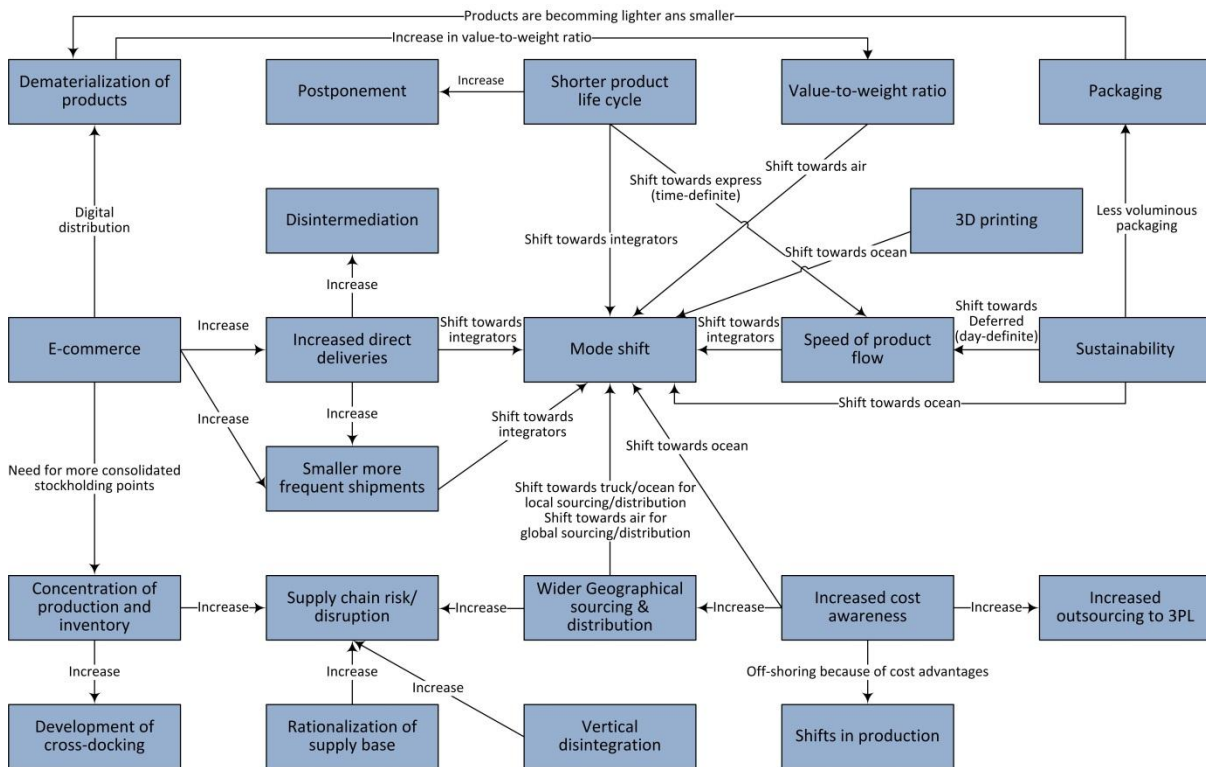 Products are becomming lighter ans smaller
Increase in value-to-weight ratio
Dematerialization of
products
Postponement
Increase
Shorter product
life cycle
Value-to-weight ratio
Packaging
Shift towards air
Shift towards express
(time-definite)
Digital
distribution
Disintermediation
3D printing
Less voluminous
packaging
Shift towards integrators
Shift towards ocean
Increase
E-commerce
Increase
Increased direct
deliveries
Shift towards
integrators
Mode shift
Shift towards
integrators
Speed of product
flow
Shift towards
Deferred
(day-definite)
Sustainability
Shift towards ocean
Increase
Increase
Shift towards
integrators
Shift towards ocean
Need for more consolidated
stockholding points
Smaller more
frequent shipments
Shift towards truck/ocean for
local sourcing/distribution
Shift towards air for
global sourcing/distribution
Concentration of
production and
inventory
Increase
Supply chain risk/
disruption
Increase
Wider Geographical
sourcing &
distribution
Increase
Increased cost
awareness
Increase
Increased
outsourcing to 3PL
Increase
Increase
Increase
Off-shoring because of cost advantages
Development of
cross-docking
Rationalization of
supply base
Vertical
disintegration
Shifts in production